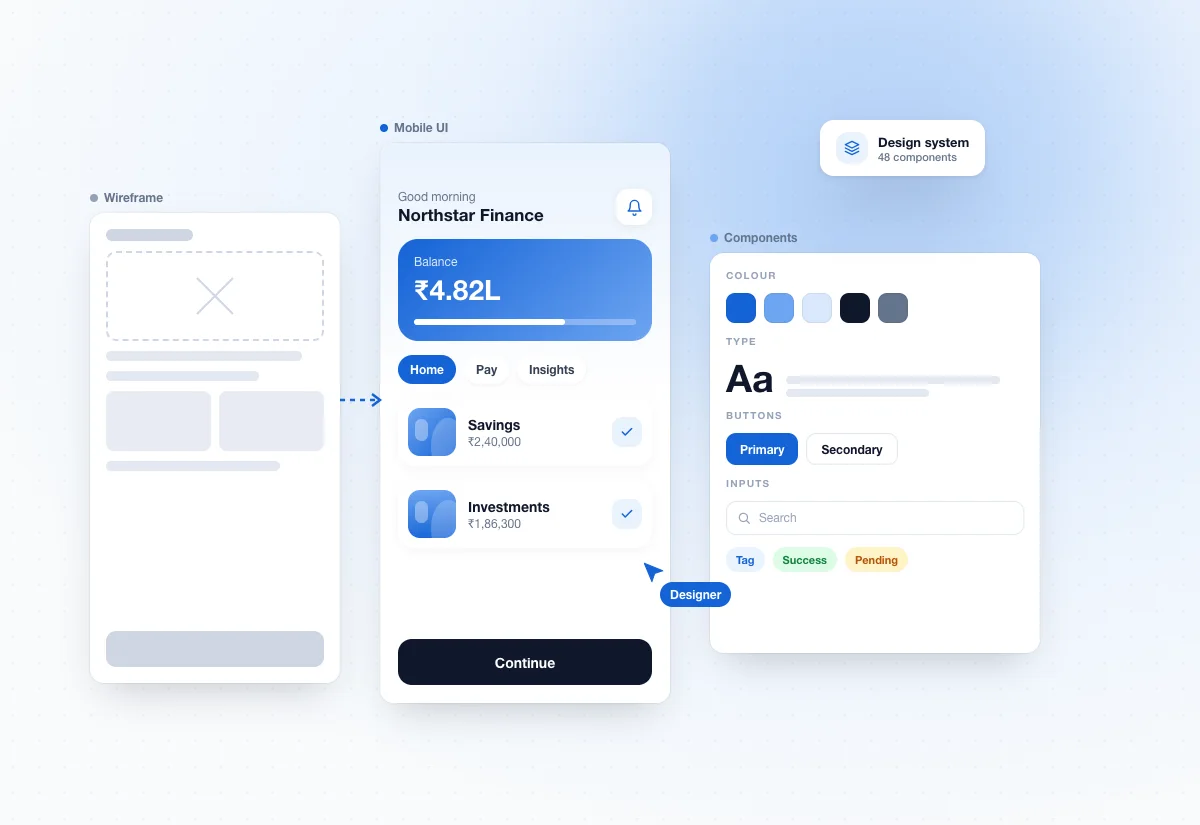 Wireframe
Mobile UI
Good morning
Northstar Finance
Balance
₹4.82L
Home
Pay
Insights
Savings
₹2,40,000
Investments
₹1,86,300
Continue
Designer
Design system
48 components
Components
COLOUR
TYPE
Aa
BUTTONS
Primary
Secondary
INPUTS
Search
Tag
Success
Pending